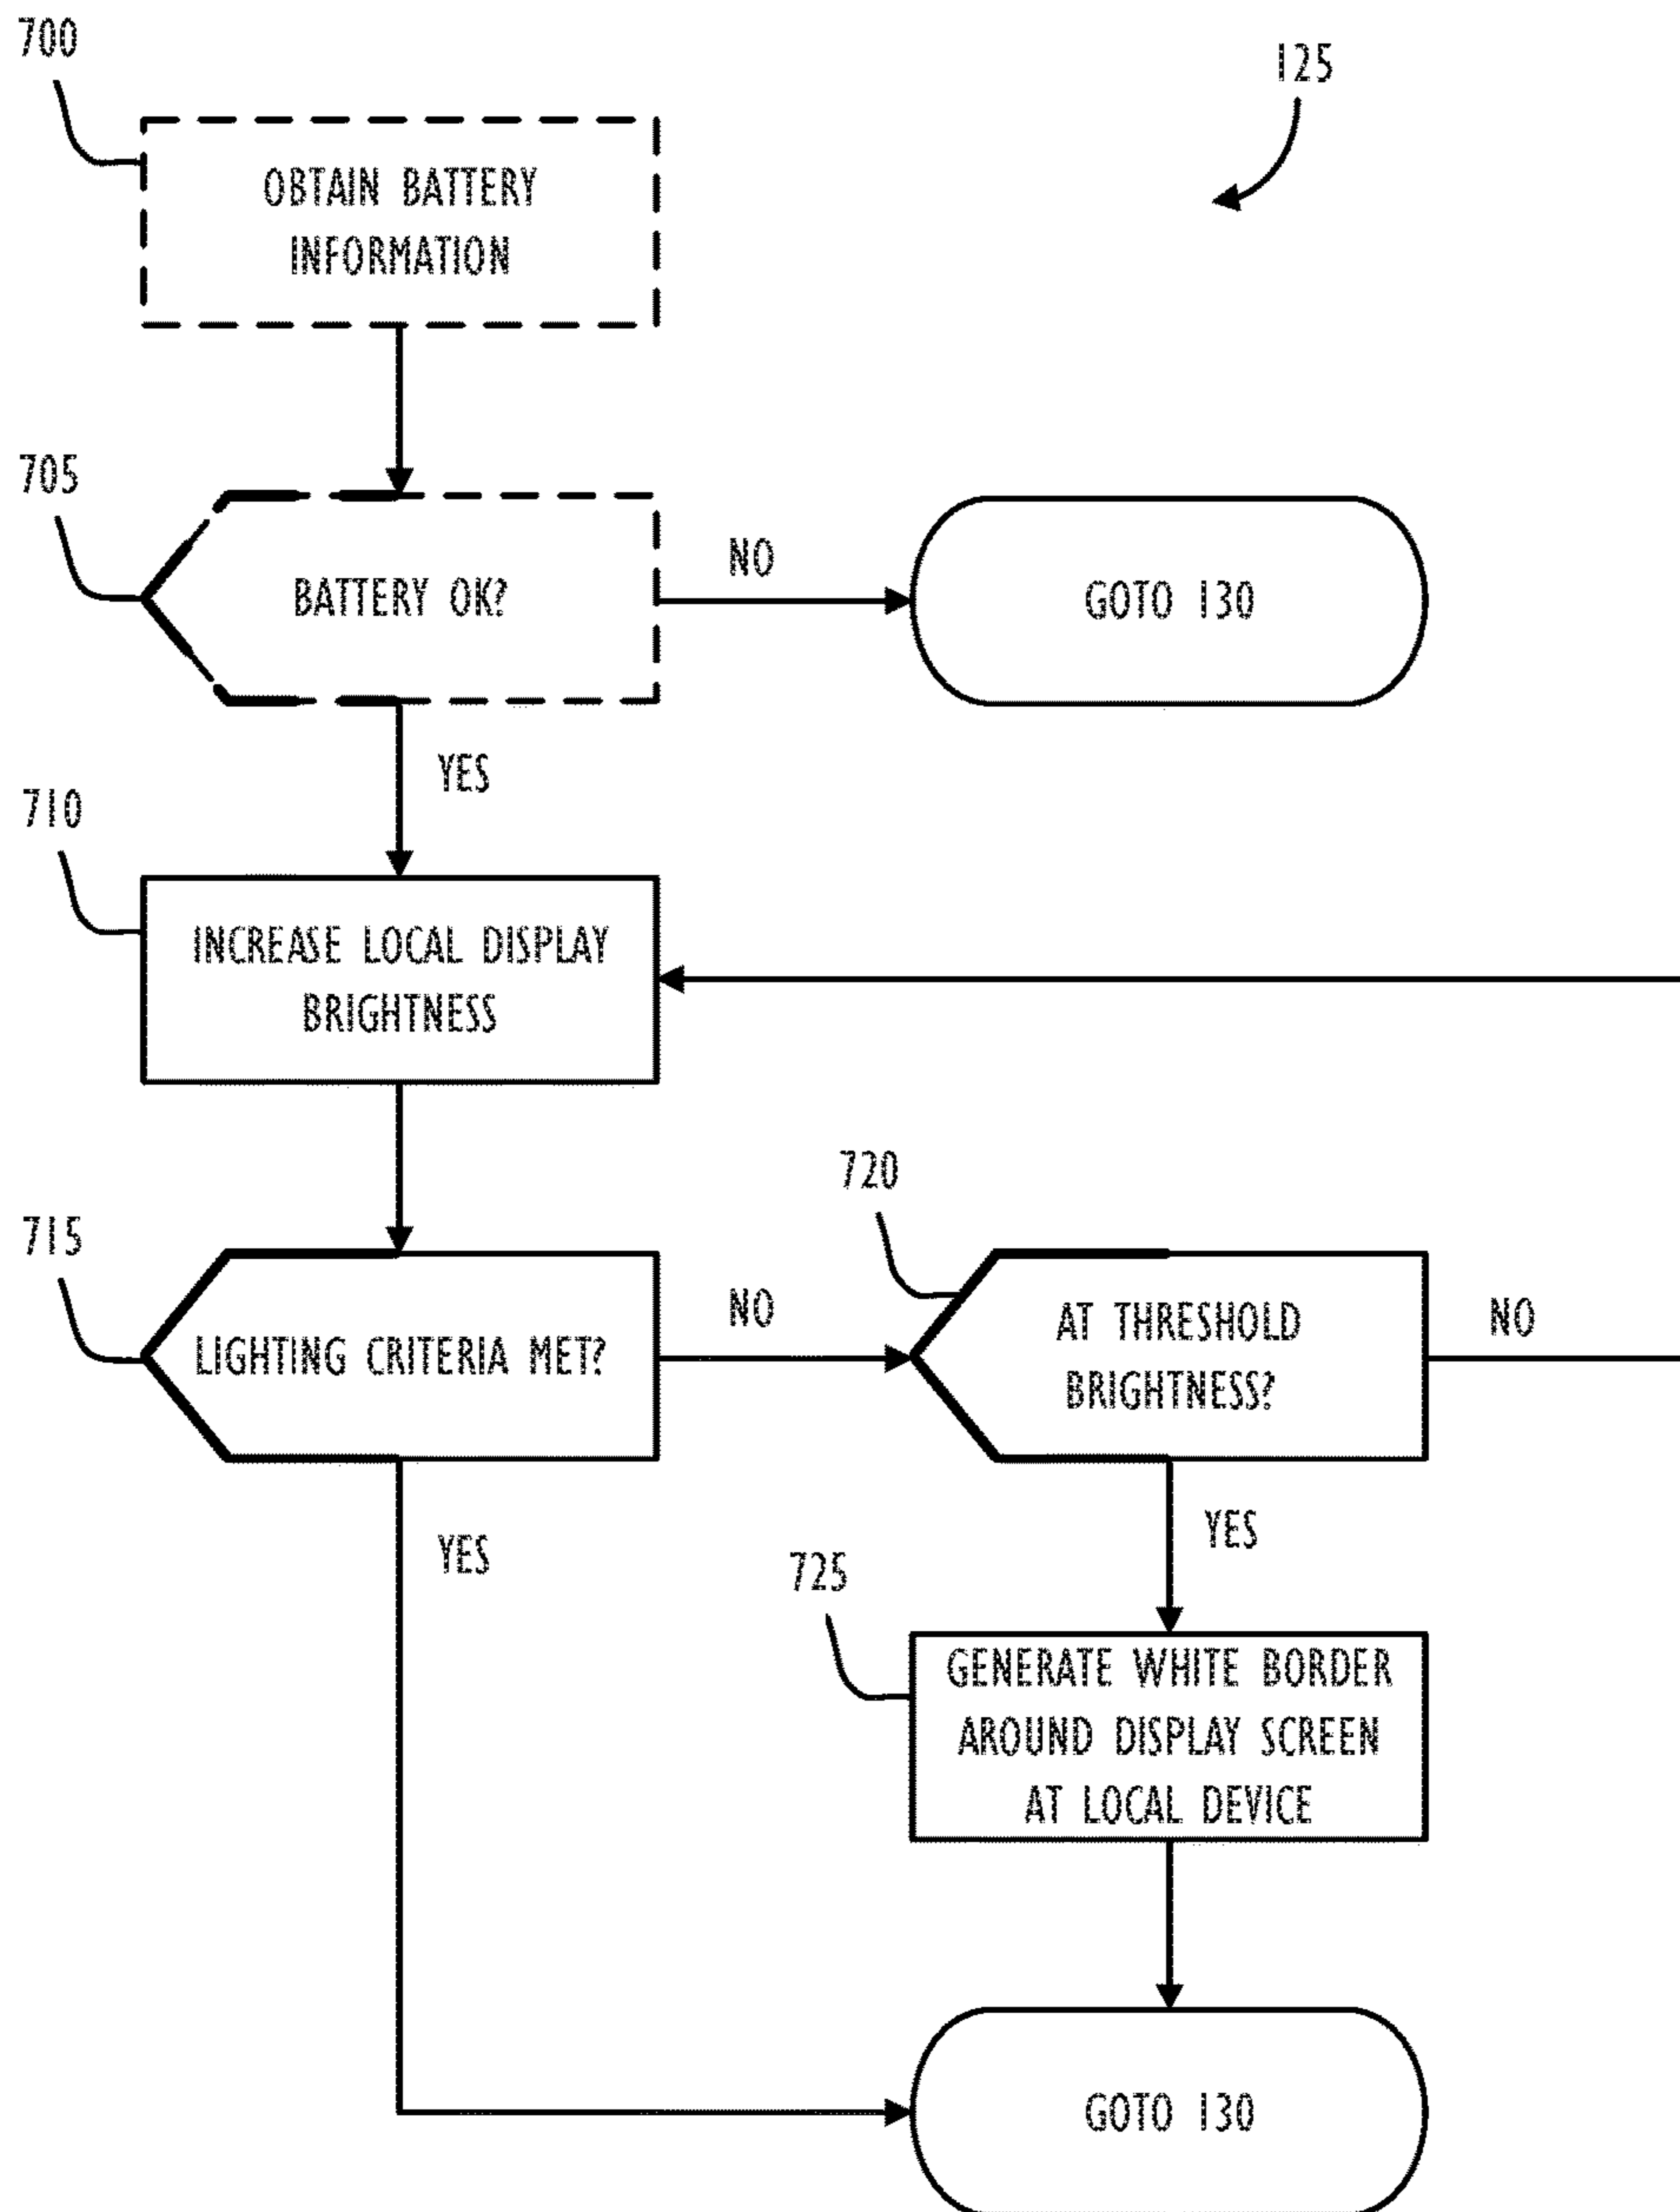 700
125
OBTAIN BATTERY
INFORMATION
705
BATTERY OK?
NO
GOTO 130
YES
710
INCREASE LOCAL DISPLAY
BRIGHTNESS
715
LIGHTING CRITERIA MET?
NO
720
AT THRESHOLD
BRIGHTNESS?
NO
YES
YES
725
GENERATE WHITE BORDER
AROUND DISPLAY SCREEN
AT LOCAL DEVICE
GOTO 130